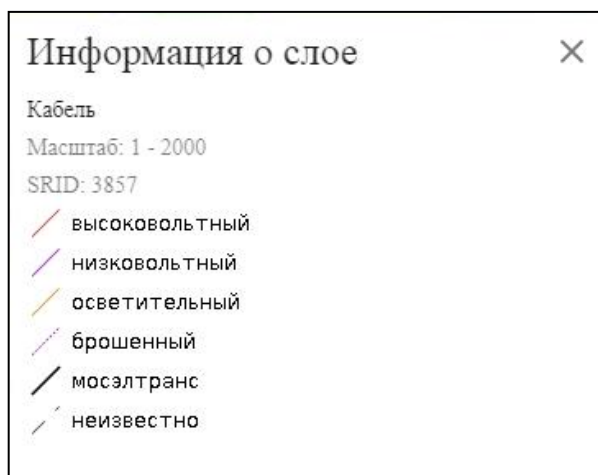 Информация о слое
Кабель
Масштаб: 1 - 2000
SRID: 3857
высоковольтный
низковольтный
осветительный
брошенный
мосэлтранс
неизвестно